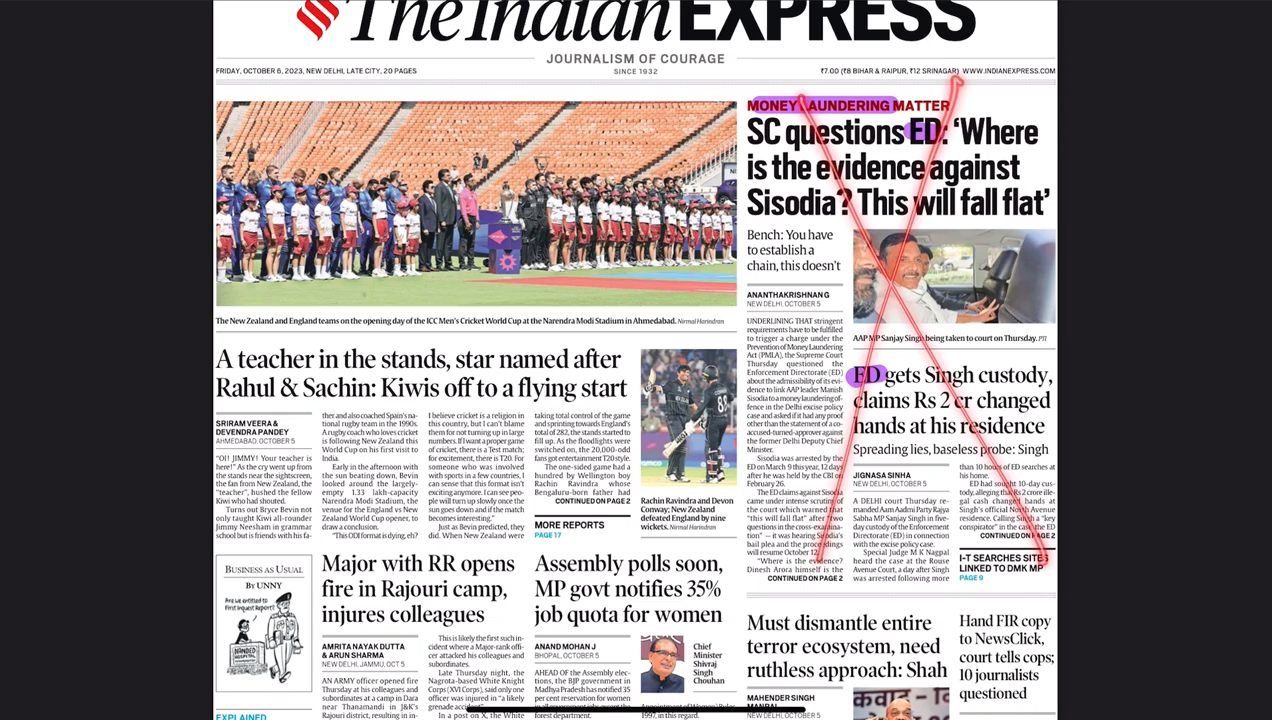 The Indian EXPRESS
JOURNALISM OF COURAGE
SINCE 1932
FRIDAY, OCTOBER 6, 2023, NEW DELHI, LATE CITY, 20 PAGES
₹7.00 (₹8 BIHAR & RAIPUR, ₹12 SRINAGAR) WWW.INDIANEXPRESS.COM
The New Zealand and England teams on the opening day of the ICC Men's Cricket World Cup at the Narendra Modi Stadium in Ahmedabad. Nirmal Harindran
A teacher in the stands, star named after
Rahul & Sachin: Kiwis off to a flying start
SRIRAM VEERA &
DEVENDRA PANDEY
AHMEDABAD, OCTOBER 5
"OI! JIMMY! Your teacher is
here!" As the cry went up from
the stands near the sightscreen,
the fan from New Zealand, the
"teacher", hushed the fellow
Kiwi who had shouted.
Turns out Bryce Bevin not
only taught Kiwi all-rounder
Jimmy Neesham in grammar
school but is friends with his fa-
ther and also coached Spain's na-
tional rugby team in the 1990s.
A rugby coach who loves cricket
is following New Zealand this
World Cup on his first visit to
India.
Early in the afternoon with
the sun beating down, Bevin
looked around the largely-
empty 1.33 lakh-capacity
Narendra Modi Stadium, the
venue for the England vs New
Zealand World Cup opener, to
draw a conclusion.
"This ODI format is dying, eh?
I believe cricket is a religion in
this country, but I can't blame
them for not turning up in large
numbers. If I want a proper game
of cricket, there is a Test match;
for excitement, there is T20. For
someone who was involved
with sports in a few countries, I
can sense that this format isn't
exciting anymore. I can see peo-
ple will turn up slowly once the
sun goes down and if the match
becomes interesting."
Just as Bevin predicted, they
did. When New Zealand were
taking total control of the game
and sprinting towards England's
total of 282, the stands started to
fill up. As the floodlights were
switched on, the 20,000-odd
fans got entertainment T20 style.
The one-sided game had a
hundred by Wellington boy
Rachin Ravindra whose
Bengaluru-born father had
CONTINUED ON PAGE 2
MORE REPORTS
PAGE 17
Rachin Ravindra and Devon
Conway; New Zealand
defeated England by nine
wickets. Nirmal Harindran
MONEY LAUNDERING MATTER
SC questions ED: 'Where
is the evidence against
Sisodia? This will fall flat'
Bench: You have
to establish a
chain, this doesn't
ANANTHAKRISHNAN G
NEW DELHI, OCTOBER 5
UNDERLINING THAT stringent
requirements have to be fulfilled
to trigger a charge under the
Prevention of Money Laundering
Act (PMLA), the Supreme Court
Thursday questioned the
Enforcement Directorate (ED)
about the admissibility of its evi-
dence to link AAP leader Manish
Sisodia to a money laundering of-
fence in the Delhi excise policy
case and asked if it had any proof
other than the statement of a co-
accused-turned-approver against
the former Delhi Deputy Chief
Minister.
Sisodia was arrested by the
ED on March 9 this year, 12 days
after he was held by the CBI on
February 26.
The ED claims against Sisodia
came under intense scrutiny of
the court which warned that
"this will fall flat" after "two
questions in the cross-examina-
tion" — it was hearing Sisodia's
bail plea and the proceedings
will resume October 12.
"Where is the evidence?
Dinesh Arora himself is the
CONTINUED ON PAGE 2
AAP MP Sanjay Singh being taken to court on Thursday. PTI
ED gets Singh custody,
claims Rs 2 cr changed
hands at his residence
Spreading lies, baseless probe: Singh
JIGNASA SINHA
NEW DELHI, OCTOBER 5
A DELHI court Thursday re-
manded Aam Aadmi Party Rajya
Sabha MP Sanjay Singh in five-
day custody of the Enforcement
Directorate (ED) in connection
with the excise policy case.
Special Judge M K Nagpal
heard the case at the Rouse
Avenue Court, a day after Singh
was arrested following more
than 10 hours of ED searches at
his home.
ED had sought 10-day cus-
tody, alleging that Rs 2 crore ille-
gal cash changed hands at
Singh's official North Avenue
residence. Calling Singh a "key
conspirator" in the case, the ED
CONTINUED ON PAGE 2
I-T SEARCHES SITES
LINKED TO DMK MP
PAGE 9
BUSINESS AS USUAL
BY UNNY
Are we entitled to
First Inquest Report?
NANDED
HOSPITAL
EXPLAINED
Major with RR opens
fire in Rajouri camp,
injures colleagues
AMRITA NAYAK DUTTA
& ARUN SHARMA
NEW DELHI, JAMMU, OCT 5
AN ARMY officer opened fire
Thursday at his colleagues and
subordinates at a camp in Dara
near Thanamandi in J&K's
Rajouri district, resulting in in-
This is likely the first such in-
cident where a Major-rank offi-
cer attacked his colleagues and
subordinates.
Late Thursday night, the
Nagrota-based White Knight
Corps (XVI Corps), said only one
officer was injured in "a likely
grenade accident".
In a post on X, the White
Assembly polls soon,
MP govt notifies 35%
job quota for women
ANAND MOHAN J
BHOPAL, OCTOBER 5
AHEAD OF the Assembly elec-
tions, the BJP government in
Madhya Pradesh has notified 35
per cent reservation for women
forest department.
Chief
Minister
Shivraj
Singh
Chouhan
1997, in this regard.
Must dismantle entire
terror ecosystem, need
ruthless approach: Shah
MAHENDER SINGH
MANRAL
NEW DELHI, OCTOBER 5
Hand FIR copy
to NewsClick,
court tells cops;
10 journalists
questioned